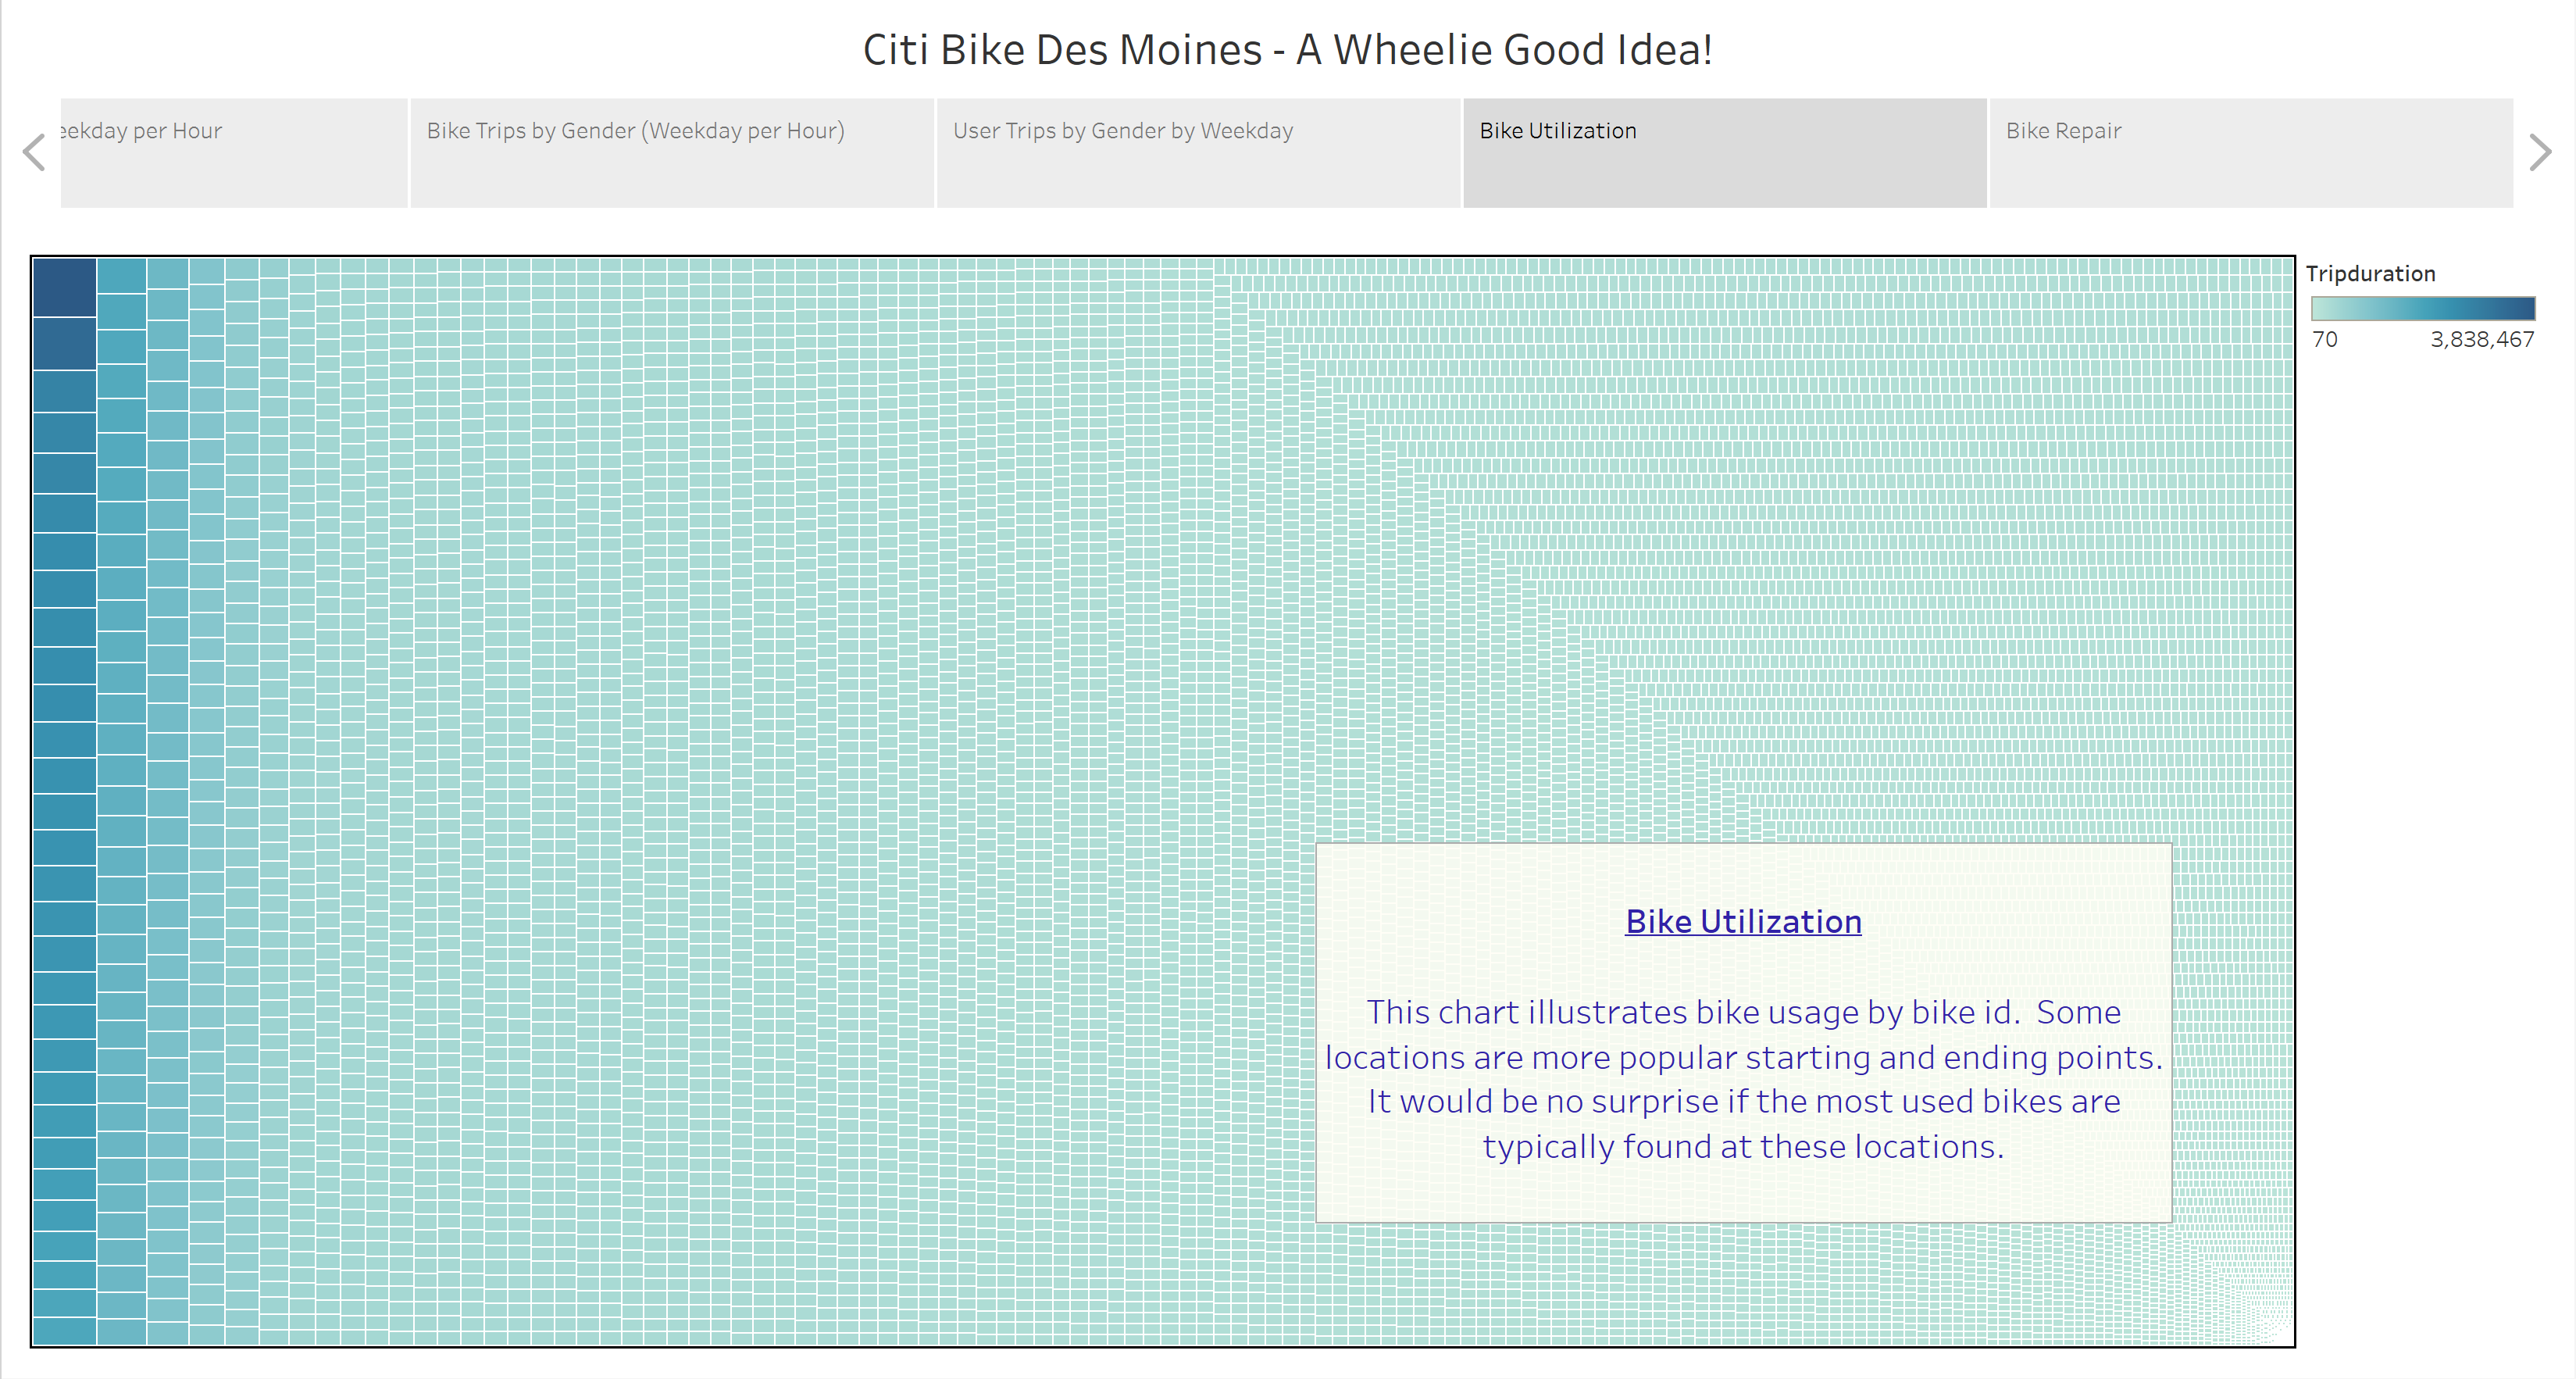 Citi Bike Des Moines - A Wheelie Good Idea!
eekday per Hour
Bike Trips by Gender (Weekday per Hour)
User Trips by Gender by Weekday
Bike Utilization
Bike Repair
Tripduration
70
3,838,467
Bike Utilization
This chart illustrates bike usage by bike id.  Some
locations are more popular starting and ending points.
It would be no surprise if the most used bikes are
typically found at these locations.